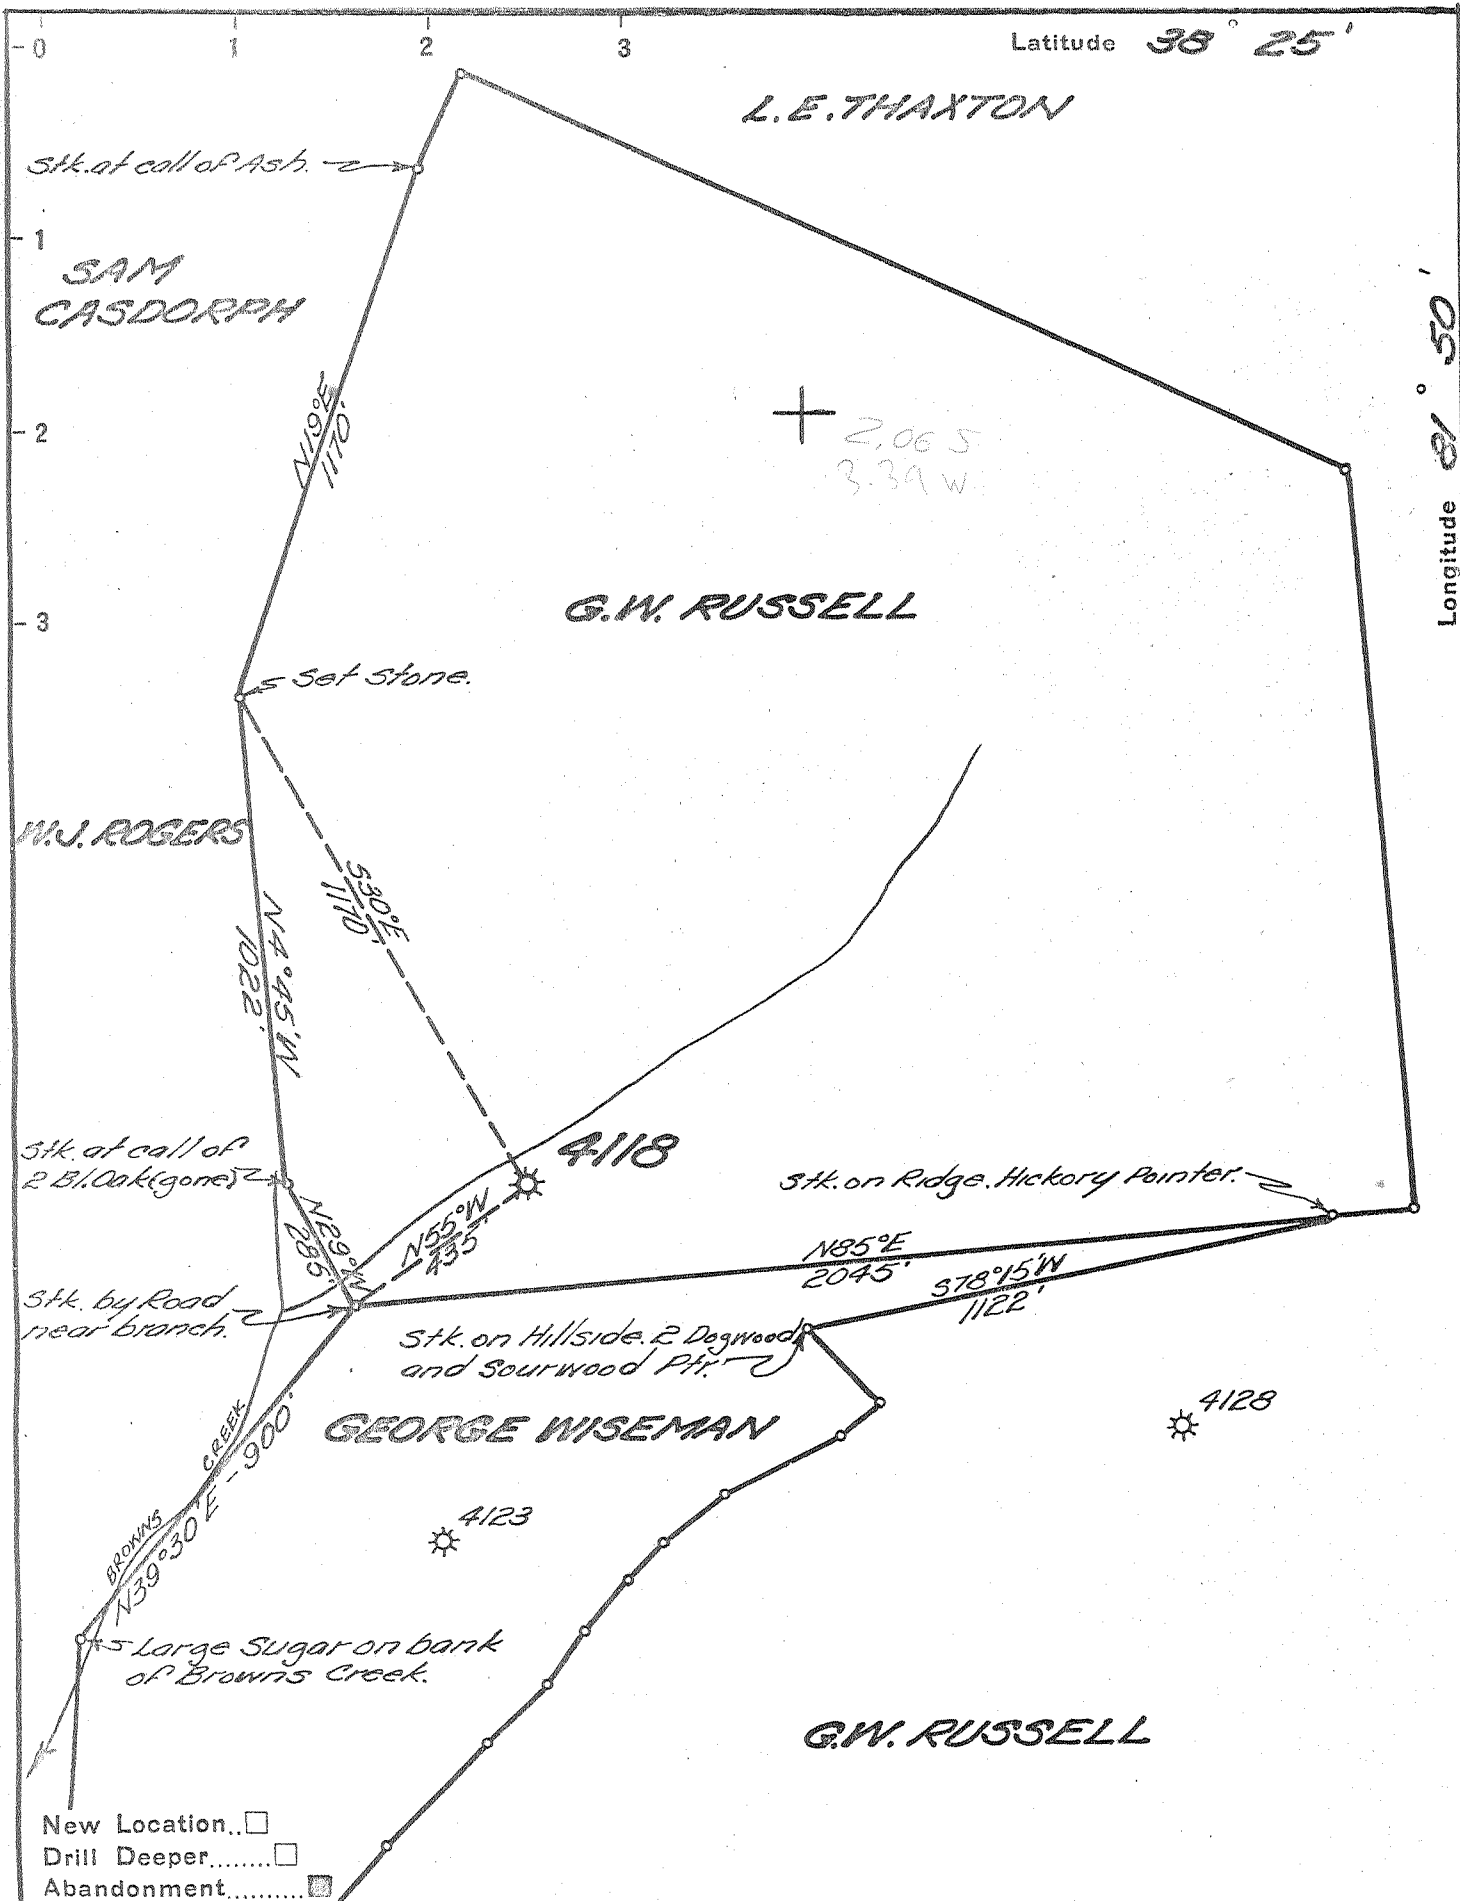 0 1 2 3 Latitude 38° 25'
L.E. THAXTON
Stk. at call of Ash.
1
SAM
CASDORPH
Longitude 81° 50'
N19°E
1170'
2
2.06 S
3.39 W
3
G.W. RUSSELL
Set Stone.
W.J. ROGERS
S30°E
1170'
N4°45'W
1022'
Stk. at call of
2 Bl. Oak (gone)
4118
Stk. on Ridge. Hickory Pointer.
N29°W
285'
N55°W
435'
N85°E
2045'
S78°15'W
1122'
Stk. by Road
near branch.
Stk. on Hillside. 2 Dogwood
and Sourwood Ptr.
4128
GEORGE WISEMAN
BROWNS CREEK
N39°30'E - 900'
4123
Large Sugar on bank
of Browns Creek.
G.W. RUSSELL
New Location..
Drill Deeper........
Abandonment..........